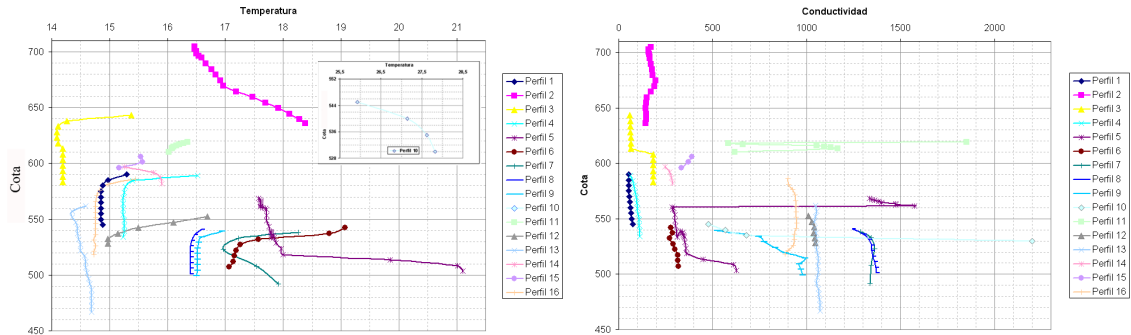 Temperatura
14 15 16 17 18 19 20 21
700
650
600
550
500
450
Cota
Temperatura
25,5 26,5 27,5 28,5
552
544
536
528
Cota
Perfil 10
Perfil 1
Perfil 2
Perfil 3
Perfil 4
Perfil 5
Perfil 6
Perfil 7
Perfil 8
Perfil 9
Perfil 10
Perfil 11
Perfil 12
Perfil 13
Perfil 14
Perfil 15
Perfil 16
Conductividad
0 500 1000 1500 2000
700
650
600
550
500
450
Cota
Perfil 1
Perfil 2
Perfil 3
Perfil 4
Perfil 5
Perfil 6
Perfil 7
Perfil 8
Perfil 9
Perfil 10
Perfil 11
Perfil 12
Perfil 13
Perfil 14
Perfil 15
Perfil 16